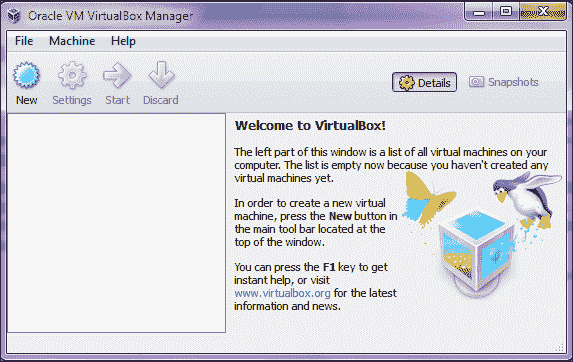 Oracle VM VirtualBox Manager
File Machine Help
New Settings Start Discard
Details Snapshots
Welcome to VirtualBox!
The left part of this window is a list of all virtual machines on your
computer. The list is empty now because you haven't created any
virtual machines yet.
In order to create a new virtual
machine, press the New button in
the main tool bar located at the
top of the window.
You can press the F1 key to get
instant help, or visit
www.virtualbox.org for the latest
information and news.